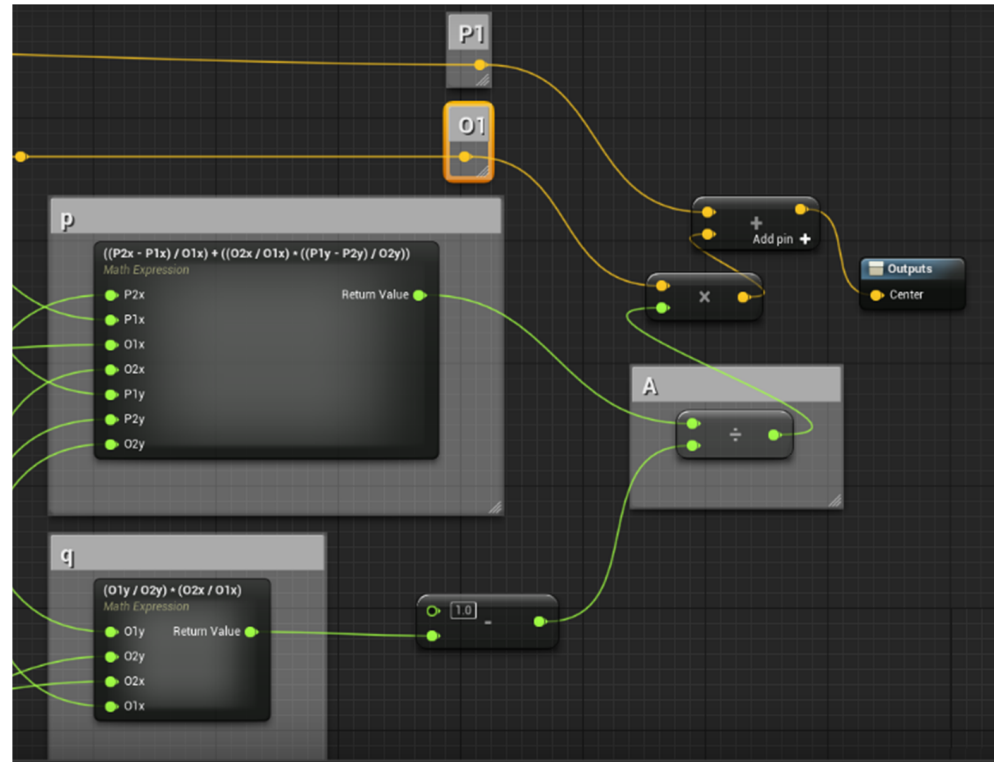 P1
O1
p
((P2x - P1x) / O1x) + ((O2x / O1x) * ((P1y - P2y) / O2y))
Math Expression
P2x
Return Value
P1x
O1x
O2x
P1y
P2y
O2y
+
Add pin +
×
Outputs
Center
A
÷
q
(O1y / O2y) * (O2x / O1x)
Math Expression
O1y
Return Value
O2y
O2x
O1x
1.0
-